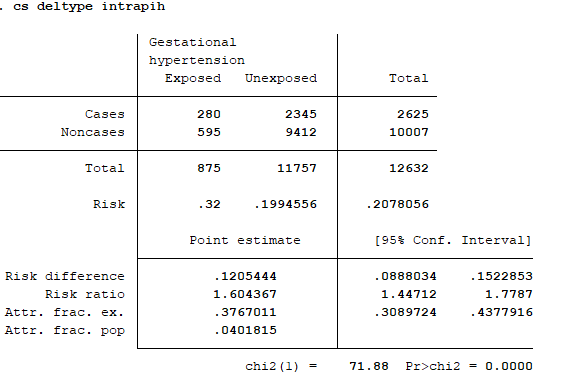 . cs deltype intrapih
Gestational
hypertension
Exposed Unexposed Total
Cases 280 2345 2625
Noncases 595 9412 10007
Total 875 11757 12632
Risk .32 .1994556 .2078056
Point estimate [95% Conf. Interval]
Risk difference .1205444 .0888034 .1522853
Risk ratio 1.604367 1.44712 1.7787
Attr. frac. ex. .3767011 .3089724 .4377916
Attr. frac. pop .0401815
chi2(1) = 71.88 Pr>chi2 = 0.0000